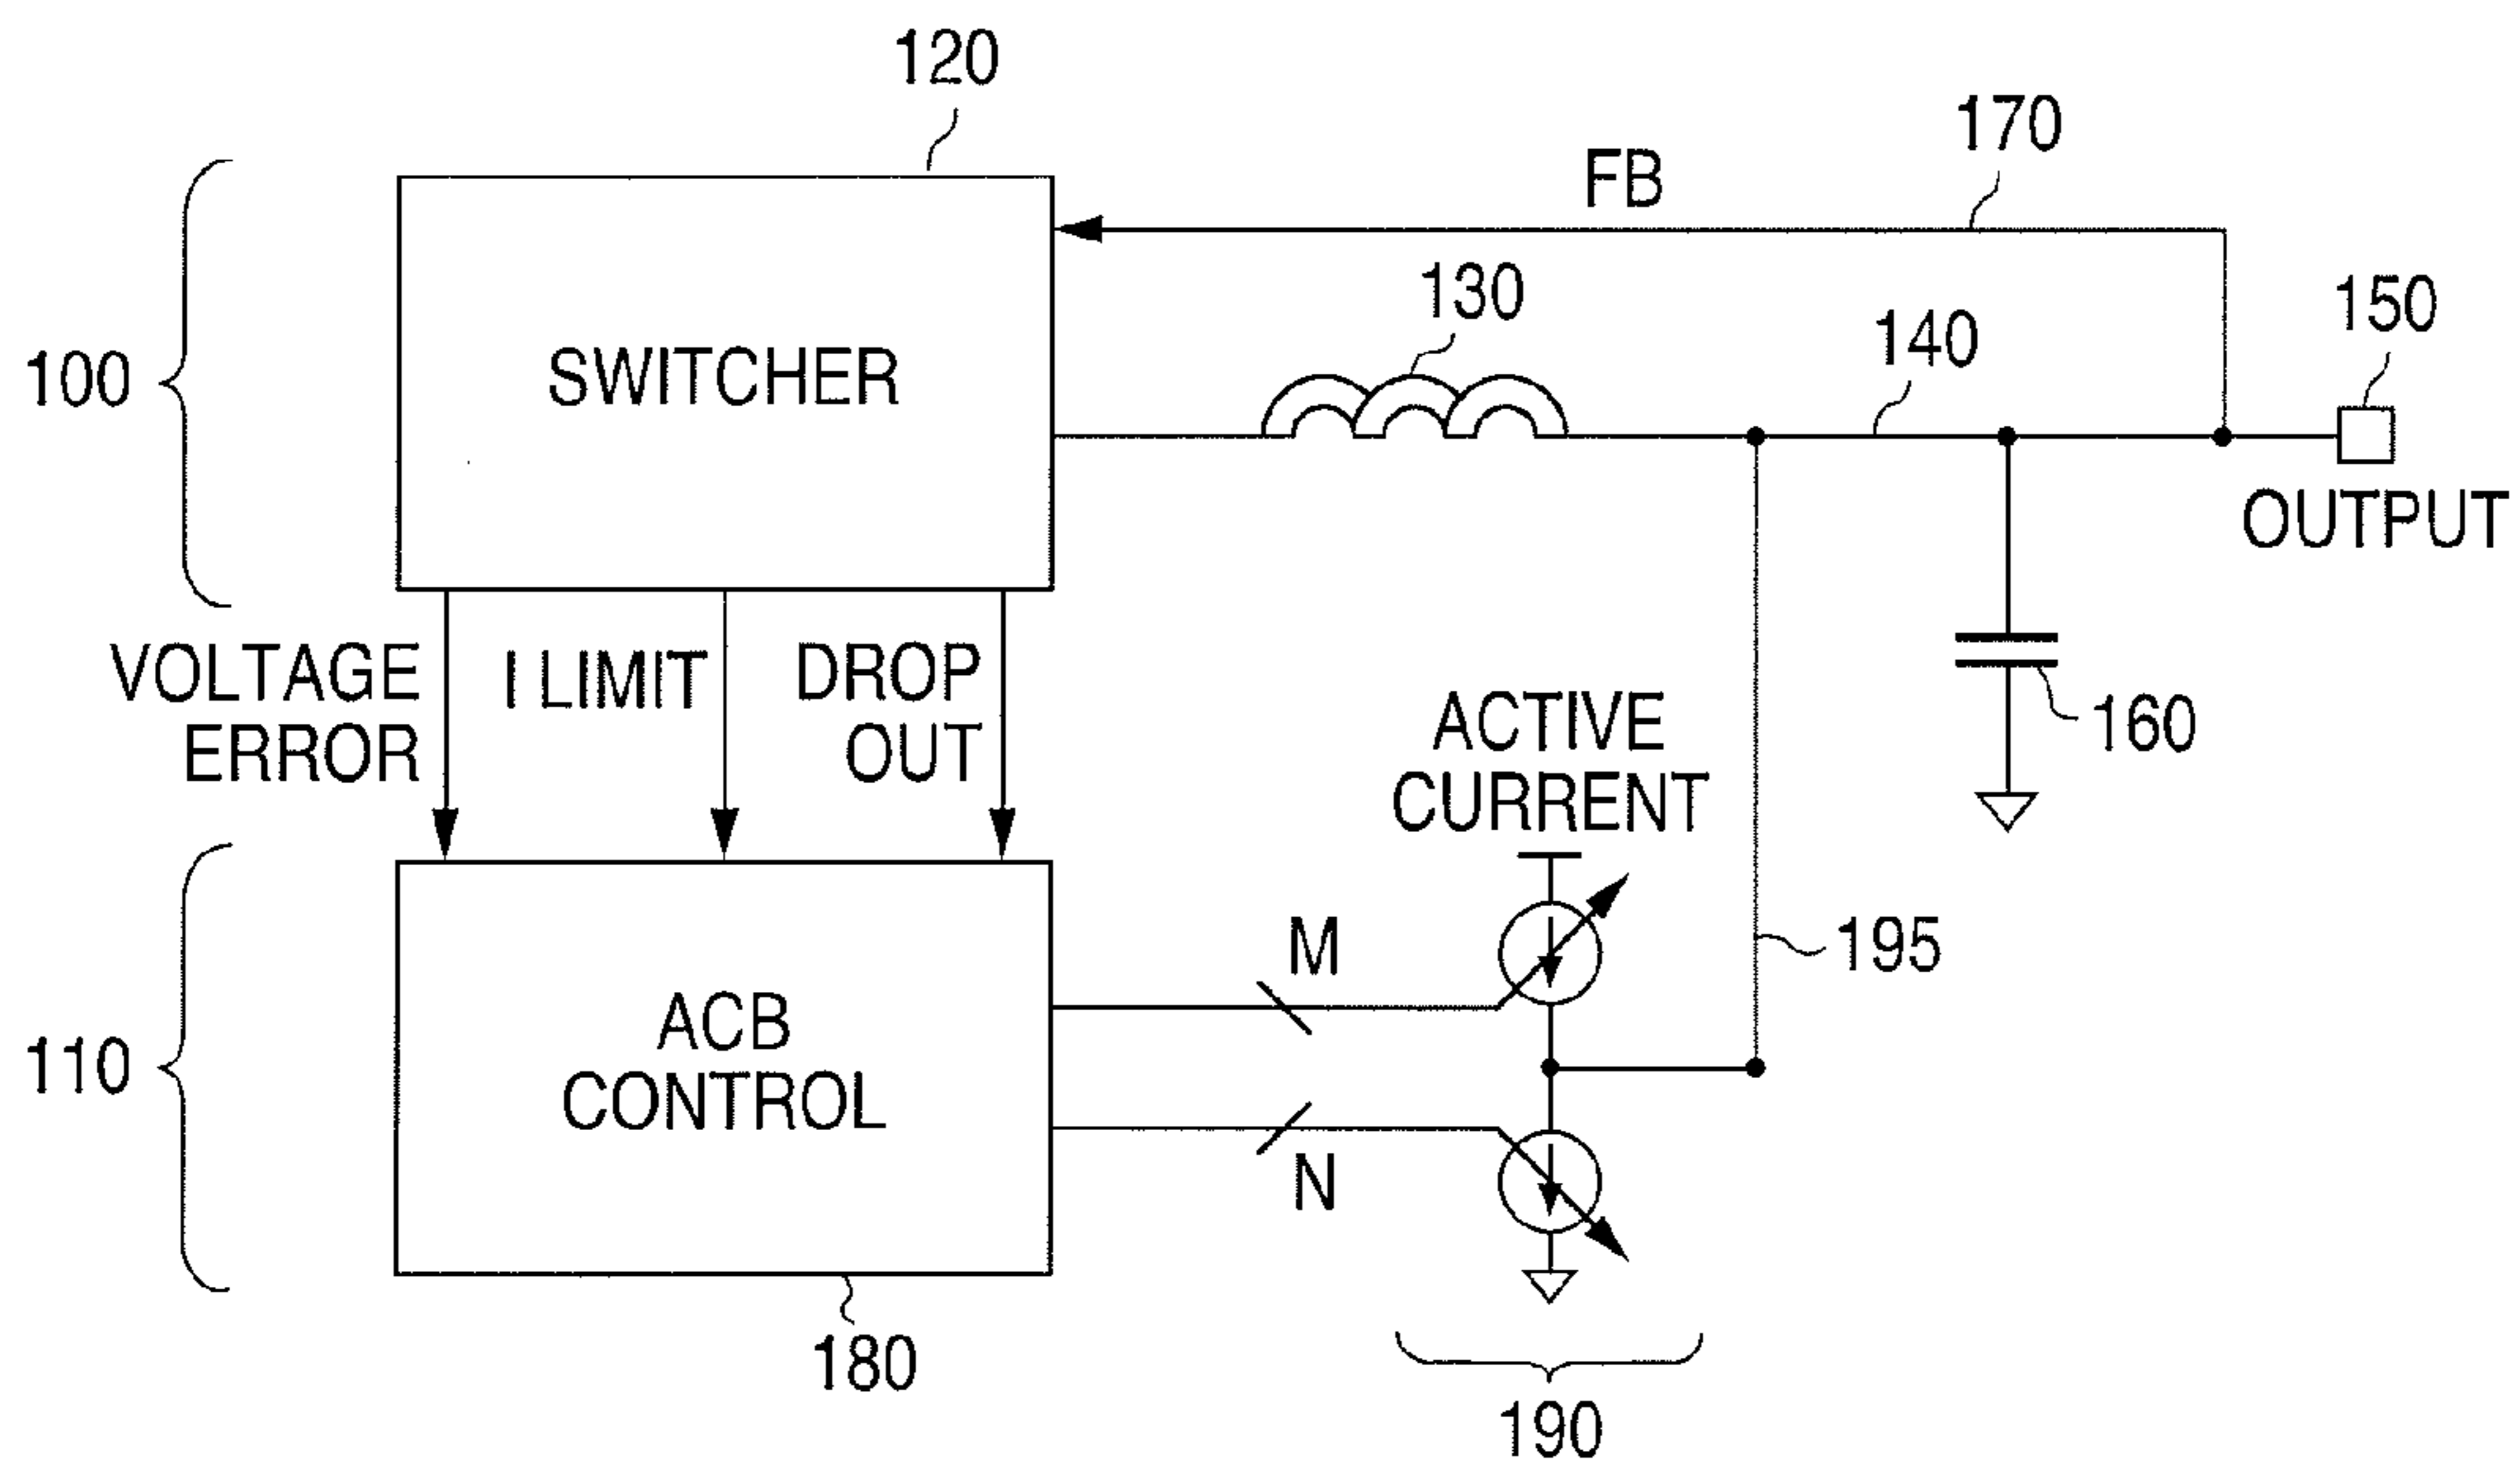 120
170
FB
130
150
140
100
SWITCHER
OUTPUT
VOLTAGE
ERROR
I LIMIT
DROP
OUT
160
ACTIVE
CURRENT
M
195
ACB
CONTROL
110
N
180
190